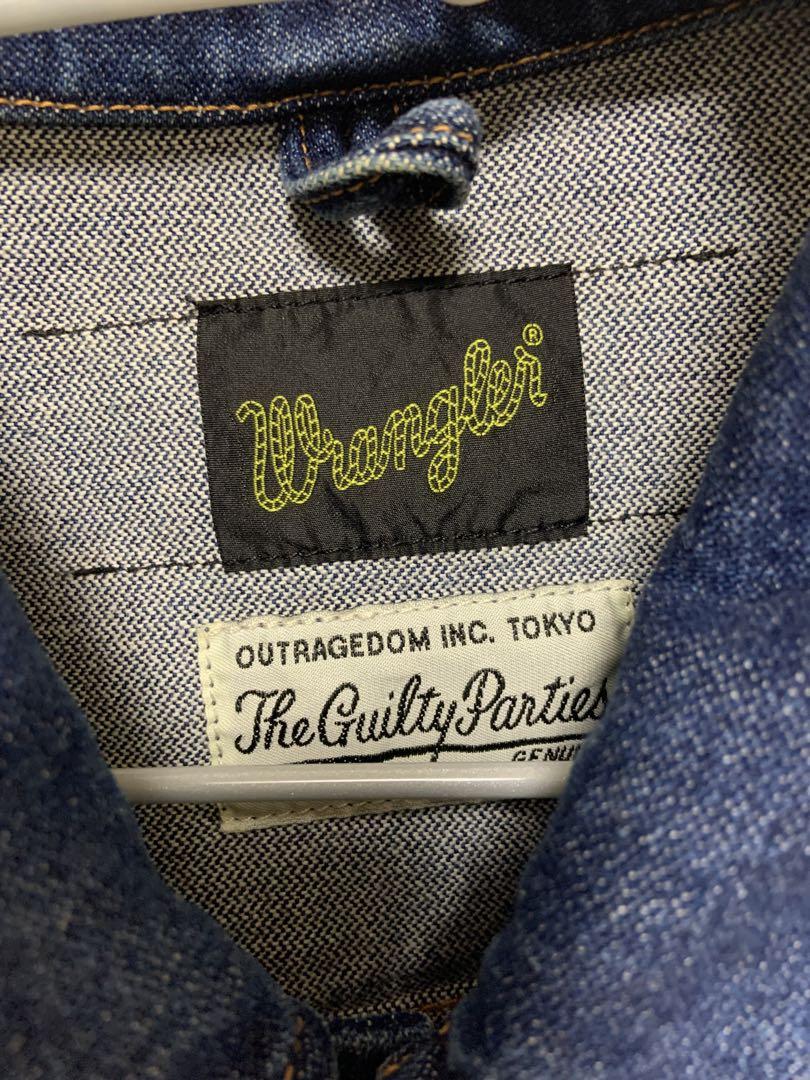 Wrangler®
OUTRAGEDOM INC. TOKYO
The Guilty Parties